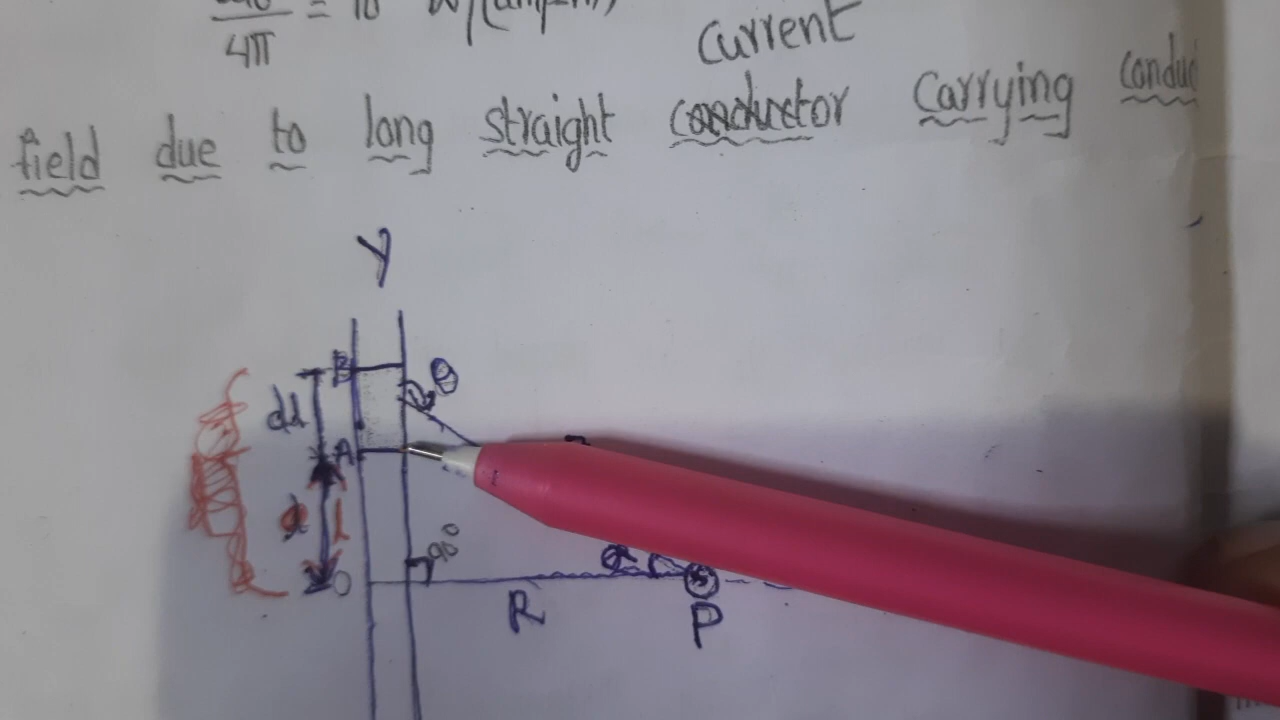 4π
current
field due to long straight conductor carrying
Y
B
θ
dl
A
l
90°
O
R
P